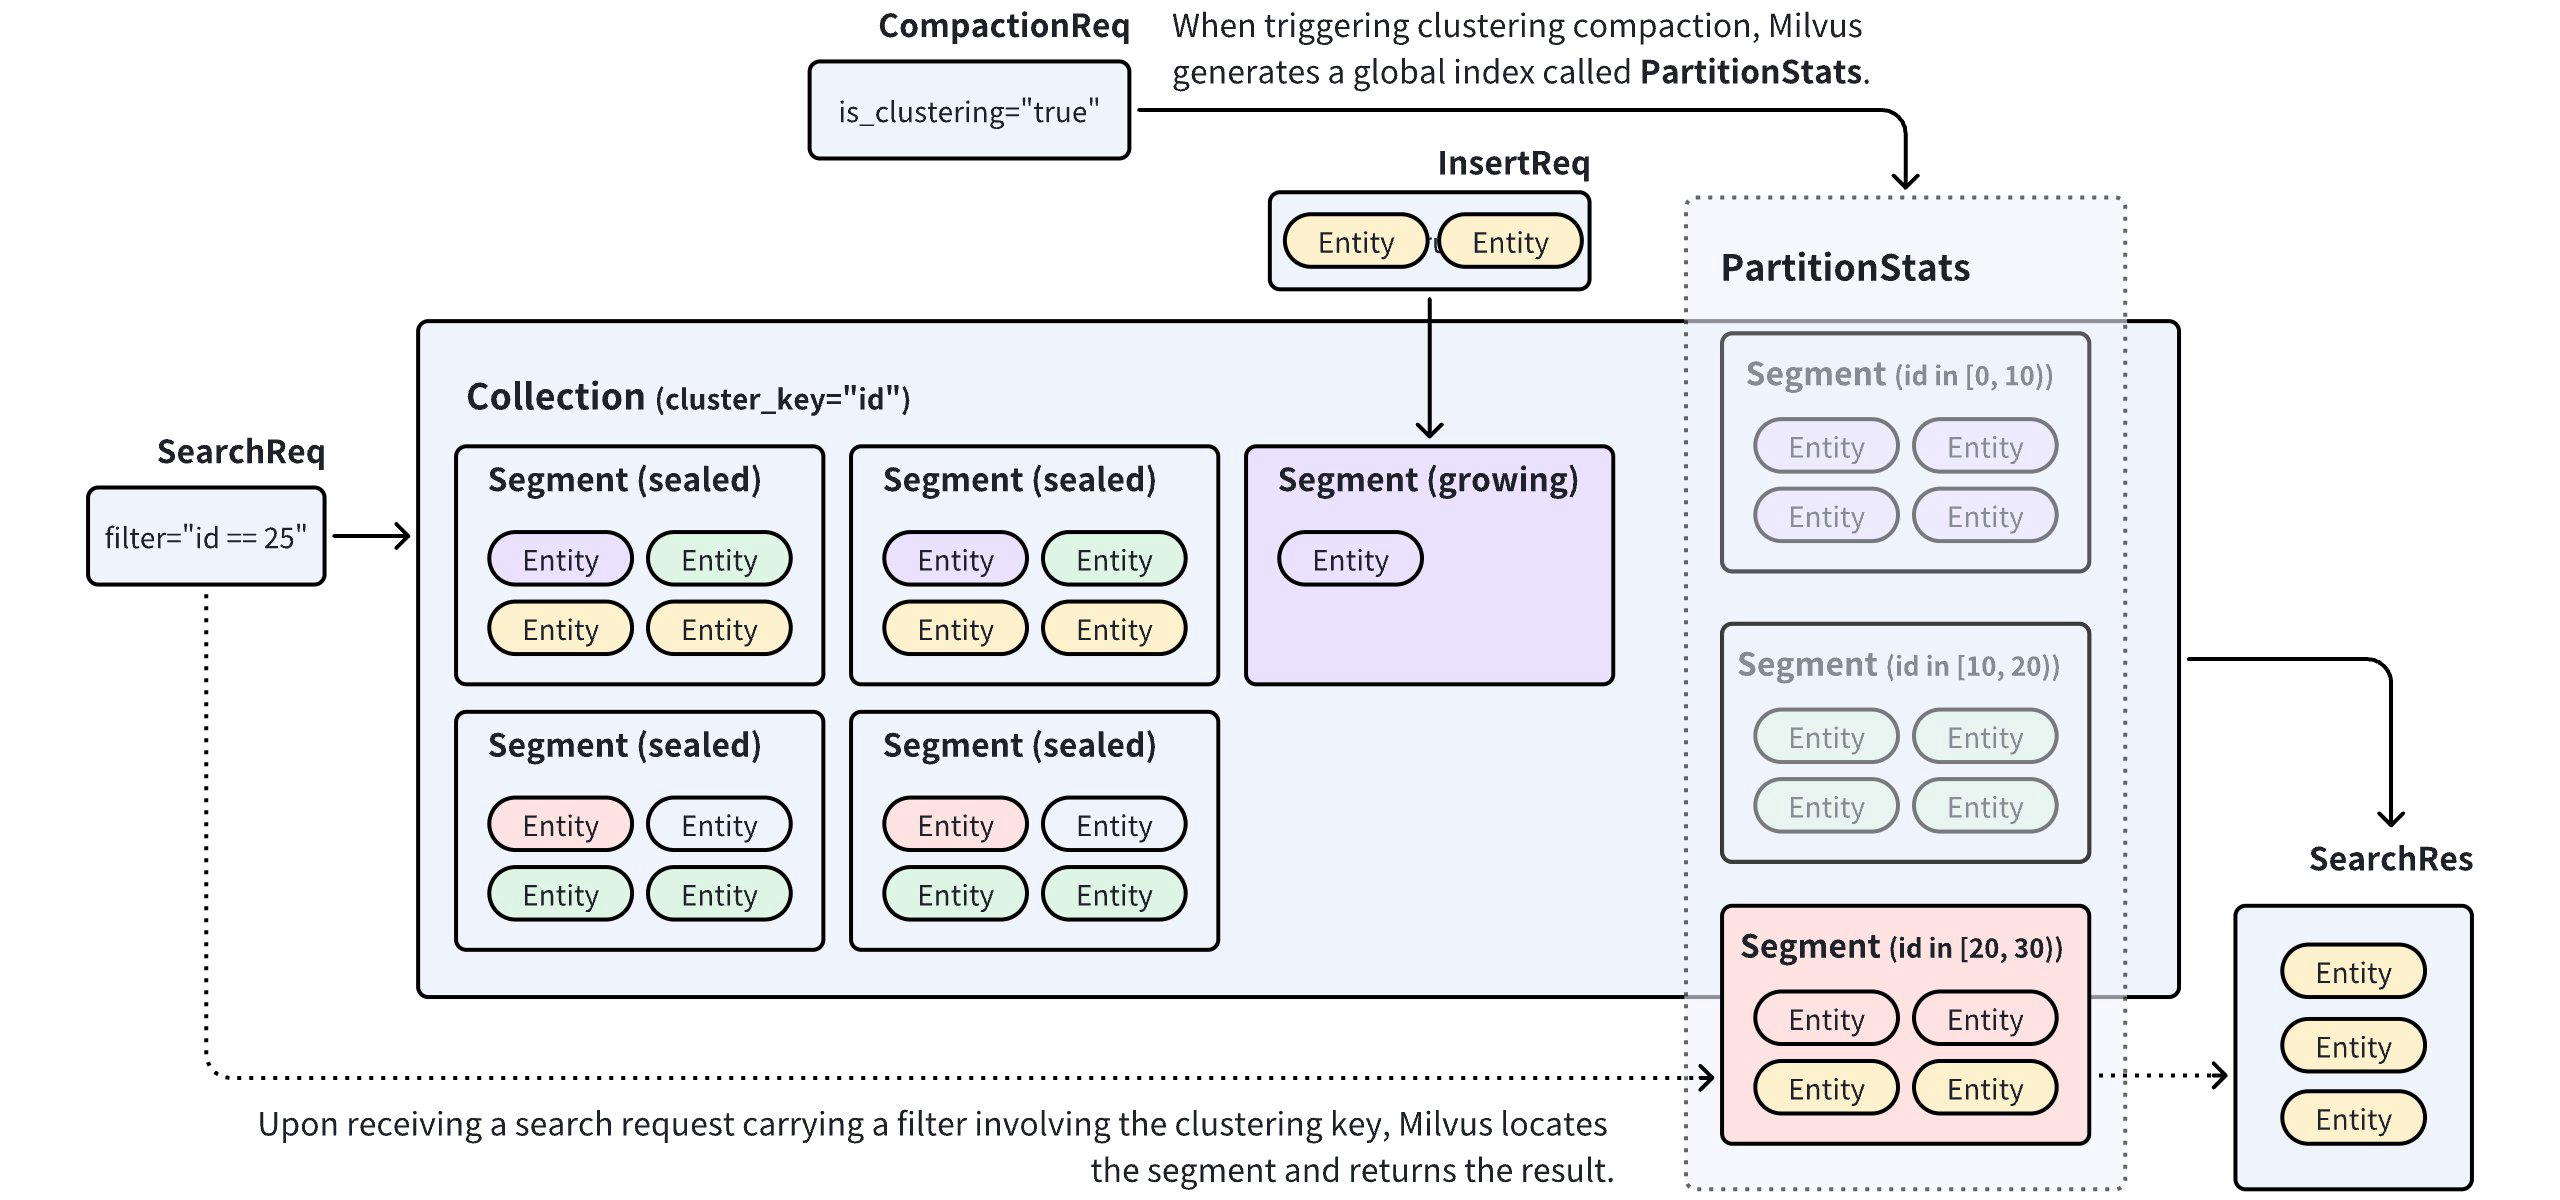 CompactionReq
When triggering clustering compaction, Milvus
generates a global index called PartitionStats.
is_clustering="true"
InsertReq
Entity
Entity
PartitionStats
Collection (cluster_key="id")
SearchReq
filter="id == 25"
Segment (sealed)
Entity
Entity
Entity
Entity
Segment (sealed)
Entity
Entity
Entity
Entity
Segment (growing)
Entity
Segment (sealed)
Entity
Entity
Entity
Entity
Segment (sealed)
Entity
Entity
Entity
Entity
Segment (id in [0, 10))
Entity
Entity
Entity
Entity
Segment (id in [10, 20))
Entity
Entity
Entity
Entity
Segment (id in [20, 30))
Entity
Entity
Entity
Entity
SearchRes
Entity
Entity
Entity
Upon receiving a search request carrying a filter involving the clustering key, Milvus locates
the segment and returns the result.